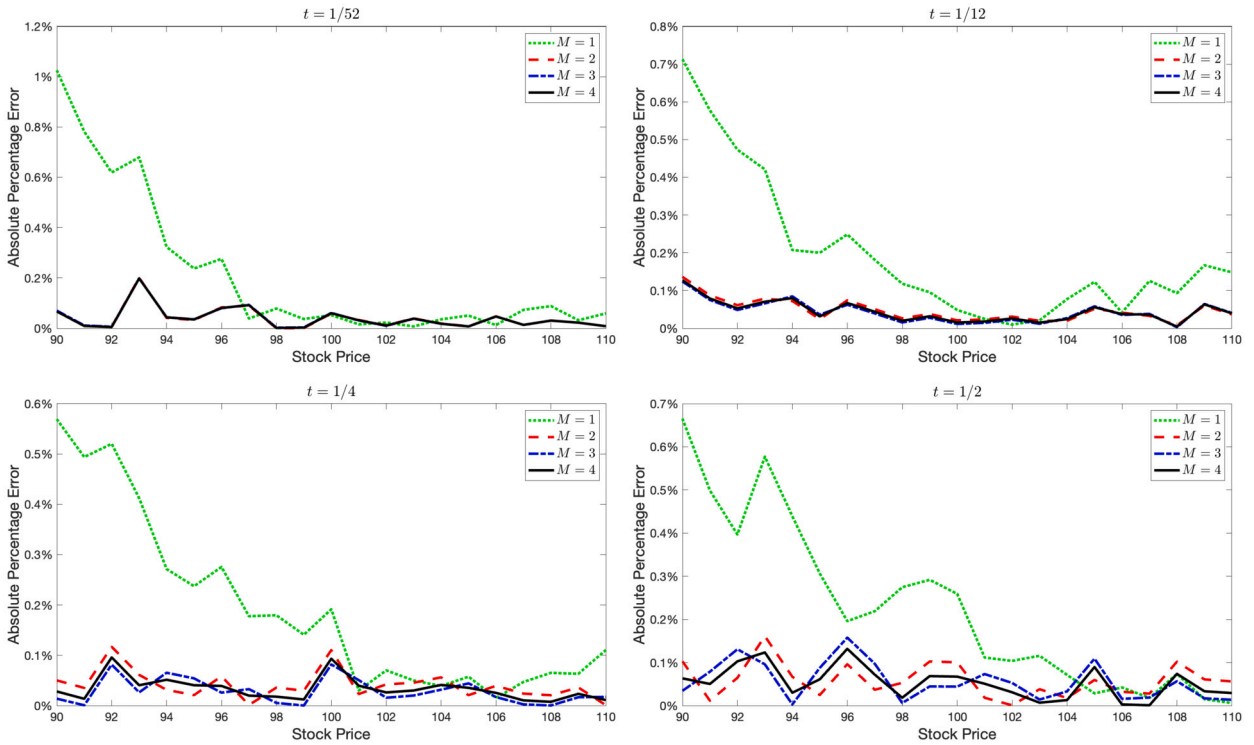 t = 1/52
1.2%
1%
0.8%
0.6%
0.4%
0.2%
0%
Absolute Percentage Error
90 92 94 96 98 100 102 104 106 108 110
Stock Price
M = 1
M = 2
M = 3
M = 4
t = 1/12
0.8%
0.7%
0.6%
0.5%
0.4%
0.3%
0.2%
0.1%
0%
Absolute Percentage Error
90 92 94 96 98 100 102 104 106 108 110
Stock Price
M = 1
M = 2
M = 3
M = 4
t = 1/4
0.6%
0.5%
0.4%
0.3%
0.2%
0.1%
0%
Absolute Percentage Error
90 92 94 96 98 100 102 104 106 108 110
Stock Price
M = 1
M = 2
M = 3
M = 4
t = 1/2
0.7%
0.6%
0.5%
0.4%
0.3%
0.2%
0.1%
0%
Absolute Percentage Error
90 92 94 96 98 100 102 104 106 108 110
Stock Price
M = 1
M = 2
M = 3
M = 4